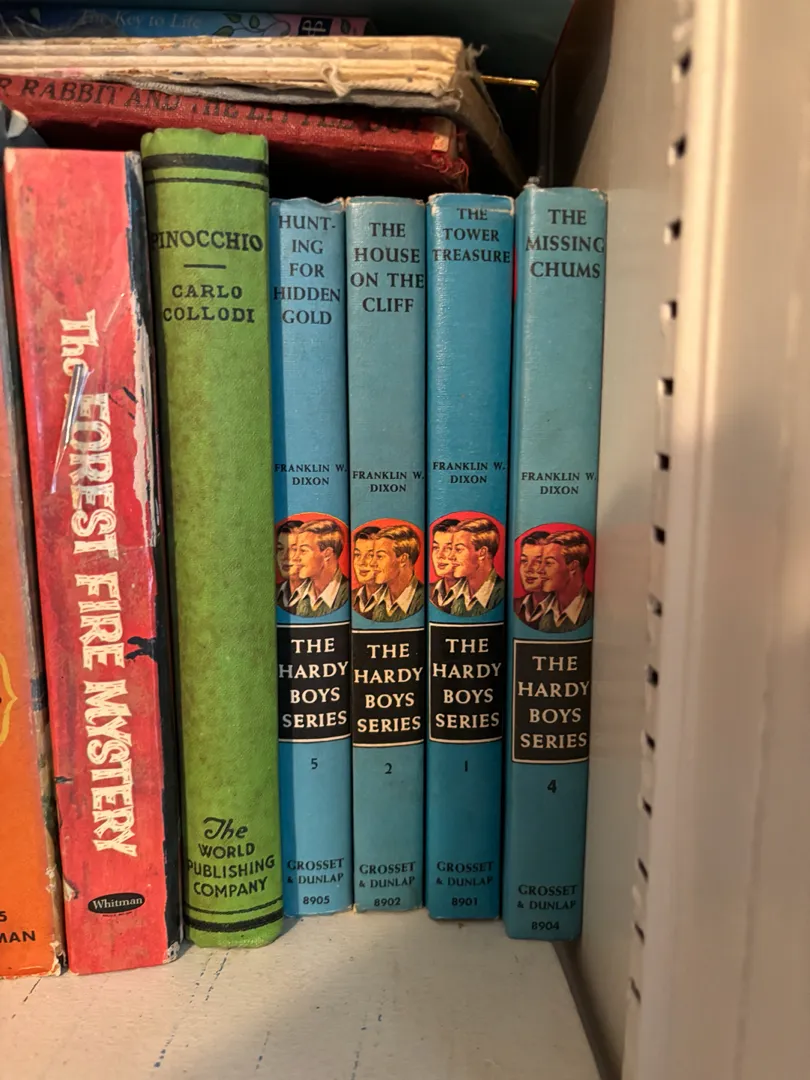 The Key to Life
R RABBIT AND THE LITTLE
5
MAN
The FOREST FIRE MYSTERY
Whitman
PINOCCHIO
CARLO
COLLODI
The
WORLD
PUBLISHING
COMPANY
HUNT-
ING
FOR
HIDDEN
GOLD
FRANKLIN W.
DIXON
THE
HARDY
BOYS
SERIES
5
GROSSET
& DUNLAP
8905
THE
HOUSE
ON THE
CLIFF
FRANKLIN W.
DIXON
THE
HARDY
BOYS
SERIES
2
GROSSET
& DUNLAP
8902
THE
TOWER
TREASURE
FRANKLIN W.
DIXON
THE
HARDY
BOYS
SERIES
1
GROSSET
& DUNLAP
8901
THE
MISSING
CHUMS
FRANKLIN W.
DIXON
THE
HARDY
BOYS
SERIES
4
GROSSET
& DUNLAP
8904